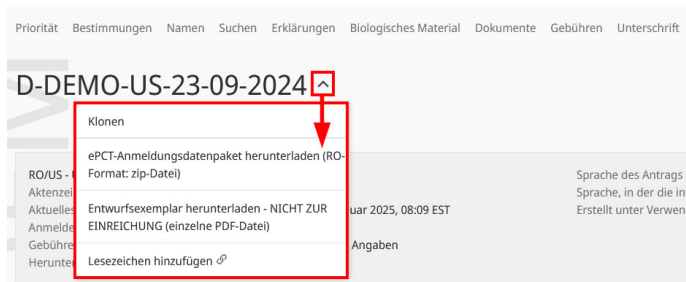 Priorität Bestimmungen Namen Suchen Erklärungen Biologisches Material Dokumente Gebühren Unterschrift
D-DEMO-US-23-09-2024
Klonen
ePCT-Anmeldungsdatenpaket herunterladen (RO-
Format: zip-Datei)
Entwurfsexemplar herunterladen - NICHT ZUR
EINREICHUNG (einzelne PDF-Datei)
Lesezeichen hinzufügen
RO/US -
Sprache des Antrags
Aktenzei
Sprache, in der die in
Aktuelles
uar 2025, 08:09 EST
Erstellt unter Verwen
Anmelde
Gebühre
Angaben
Herunte